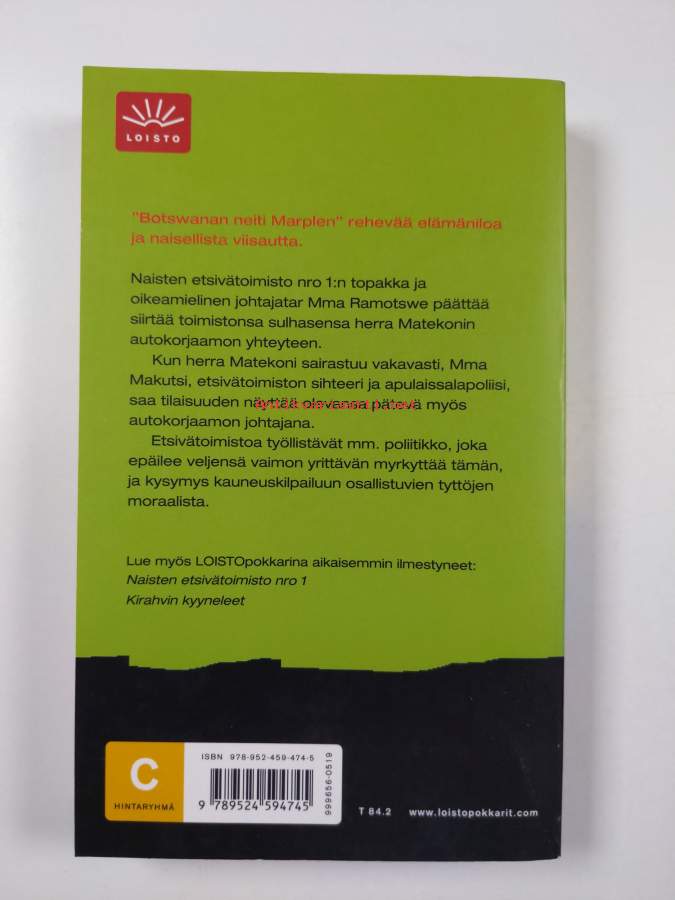 LOISTO
"Botswanan neiti Marplen" rehevää elämäniloa
ja naisellista viisautta.
Naisten etsivätoimisto nro 1:n topakka ja
oikeamielinen johtajatar Mma Ramotswe päättää
siirtää toimistonsa sulhasensa herra Matekonin
autokorjaamon yhteyteen.
Kun herra Matekoni sairastuu vakavasti, Mma
Makutsi, etsivätoimiston sihteeri ja apulaissalapoliisi,
saa tilaisuuden näyttää olevansa pätevä myös
autokorjaamon johtajana.
Etsivätoimistoa työllistävät mm. poliitikko, joka
epäilee veljensä vaimon yrittävän myrkyttää tämän,
ja kysymys kauneuskilpailuun osallistuvien tyttöjen
moraalista.
Lue myös LOISTOpokkarina aikaisemmin ilmestyneet:
Naisten etsivätoimisto nro 1
Kirahvin kyyneleet
C
HINTARYHMÄ
ISBN 978-952-459-474-5
9 789524 594745
999656-0519
T 84.2 www.loistopokkarit.com